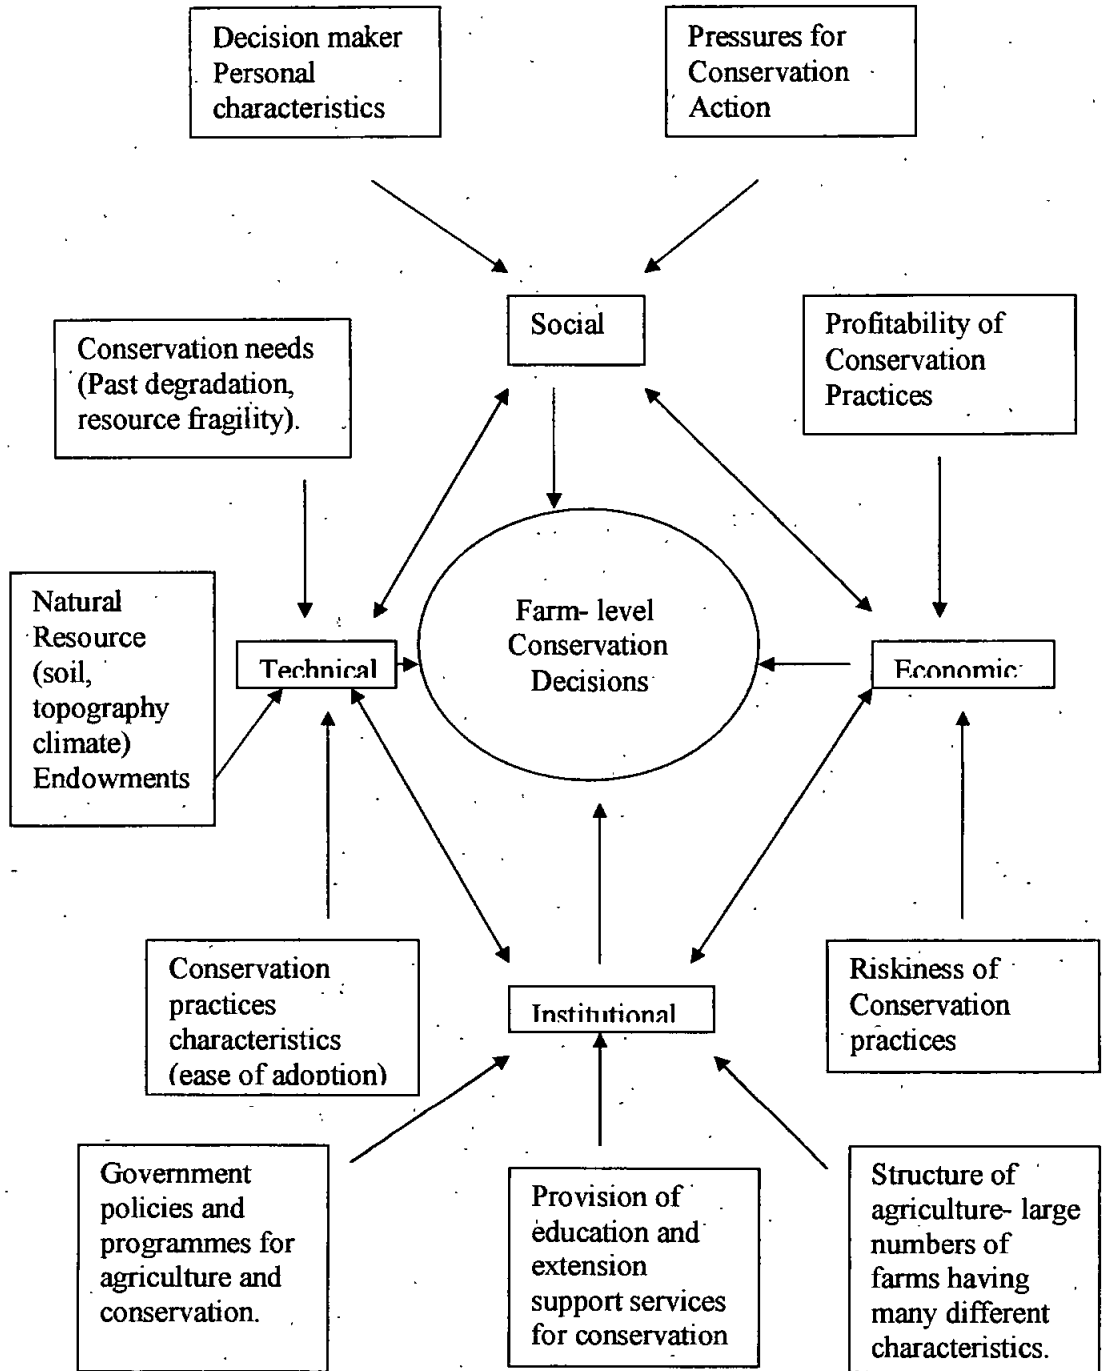 Decision maker
Personal
characteristics
Pressures for
Conservation
Action
Social
Conservation needs
(Past degradation,
resource fragility).
Profitability of
Conservation
Practices
Natural
Resource
(soil,
topography
climate)
Endowments
Technical
Farm- level
Conservation
Decisions
Economic
Conservation
practices
characteristics
(ease of adoption)
Institutional
Riskiness of
Conservation
practices
Government
policies and
programmes for
agriculture and
conservation.
Provision of
education and
extension
support services
for conservation
Structure of
agriculture- large
numbers of
farms having
many different
characteristics.